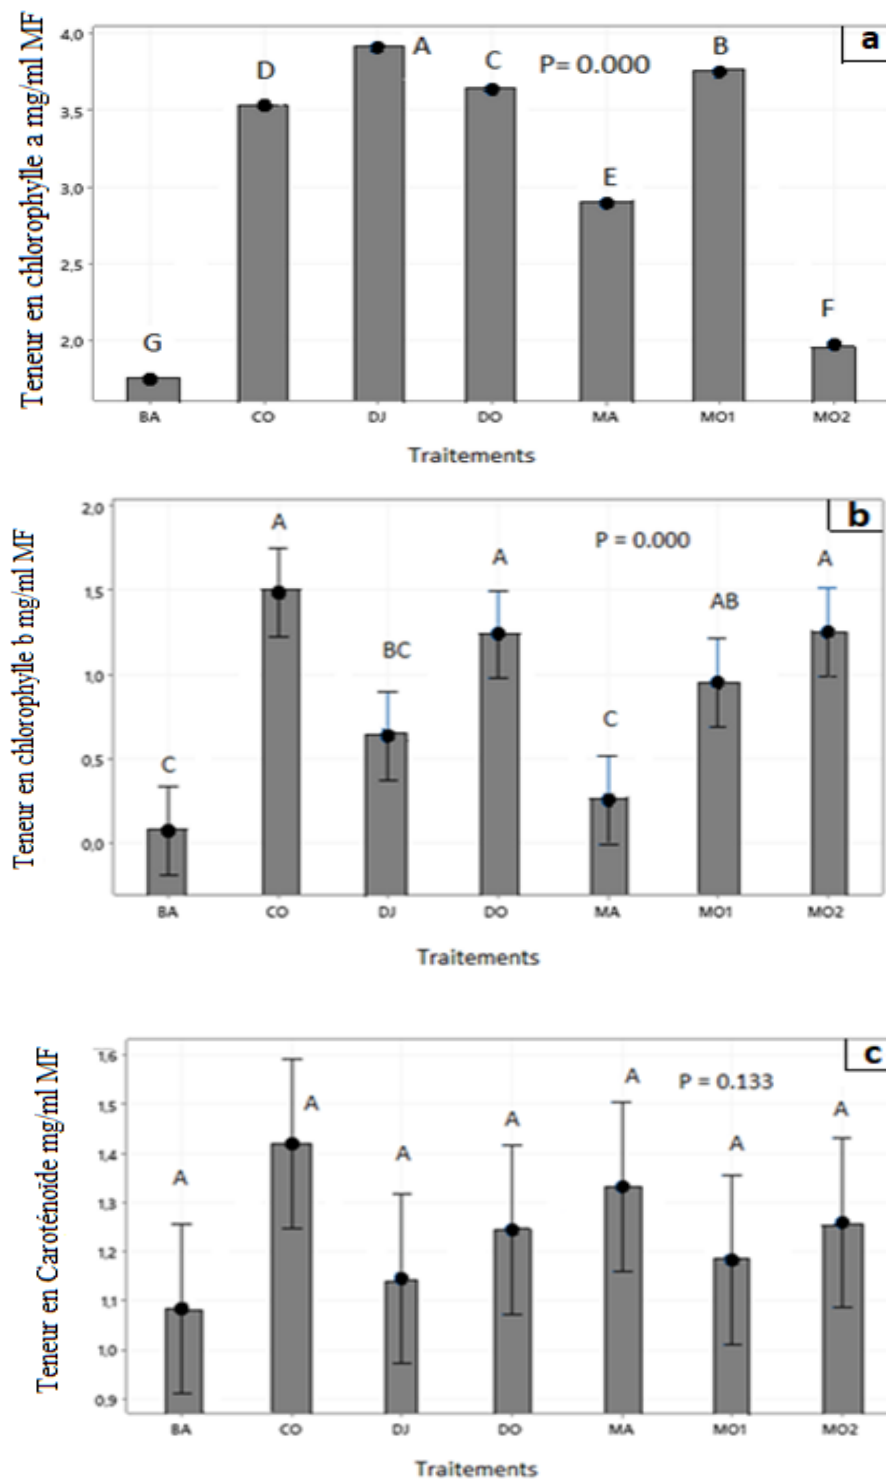 Teneur en chlorophylle a mg/ml MF
a
4,0
3,5
3,0
2,5
2,0
G
D
A
C
P= 0.000
E
B
F
BA CO DJ DO MA MO1 MO2
Traitements
Teneur en chlorophylle b mg/ml MF
b
2,0
1,5
1,0
0,5
0,0
C
A
BC
A
P = 0.000
C
AB
A
BA CO DJ DO MA MO1 MO2
Traitements
Teneur en Caroténoïde mg/ml MF
c
1,6
1,5
1,4
1,3
1,2
1,1
1,0
0,9
A
A
A
A
A
P = 0.133
A
A
BA CO DJ DO MA MO1 MO2
Traitements